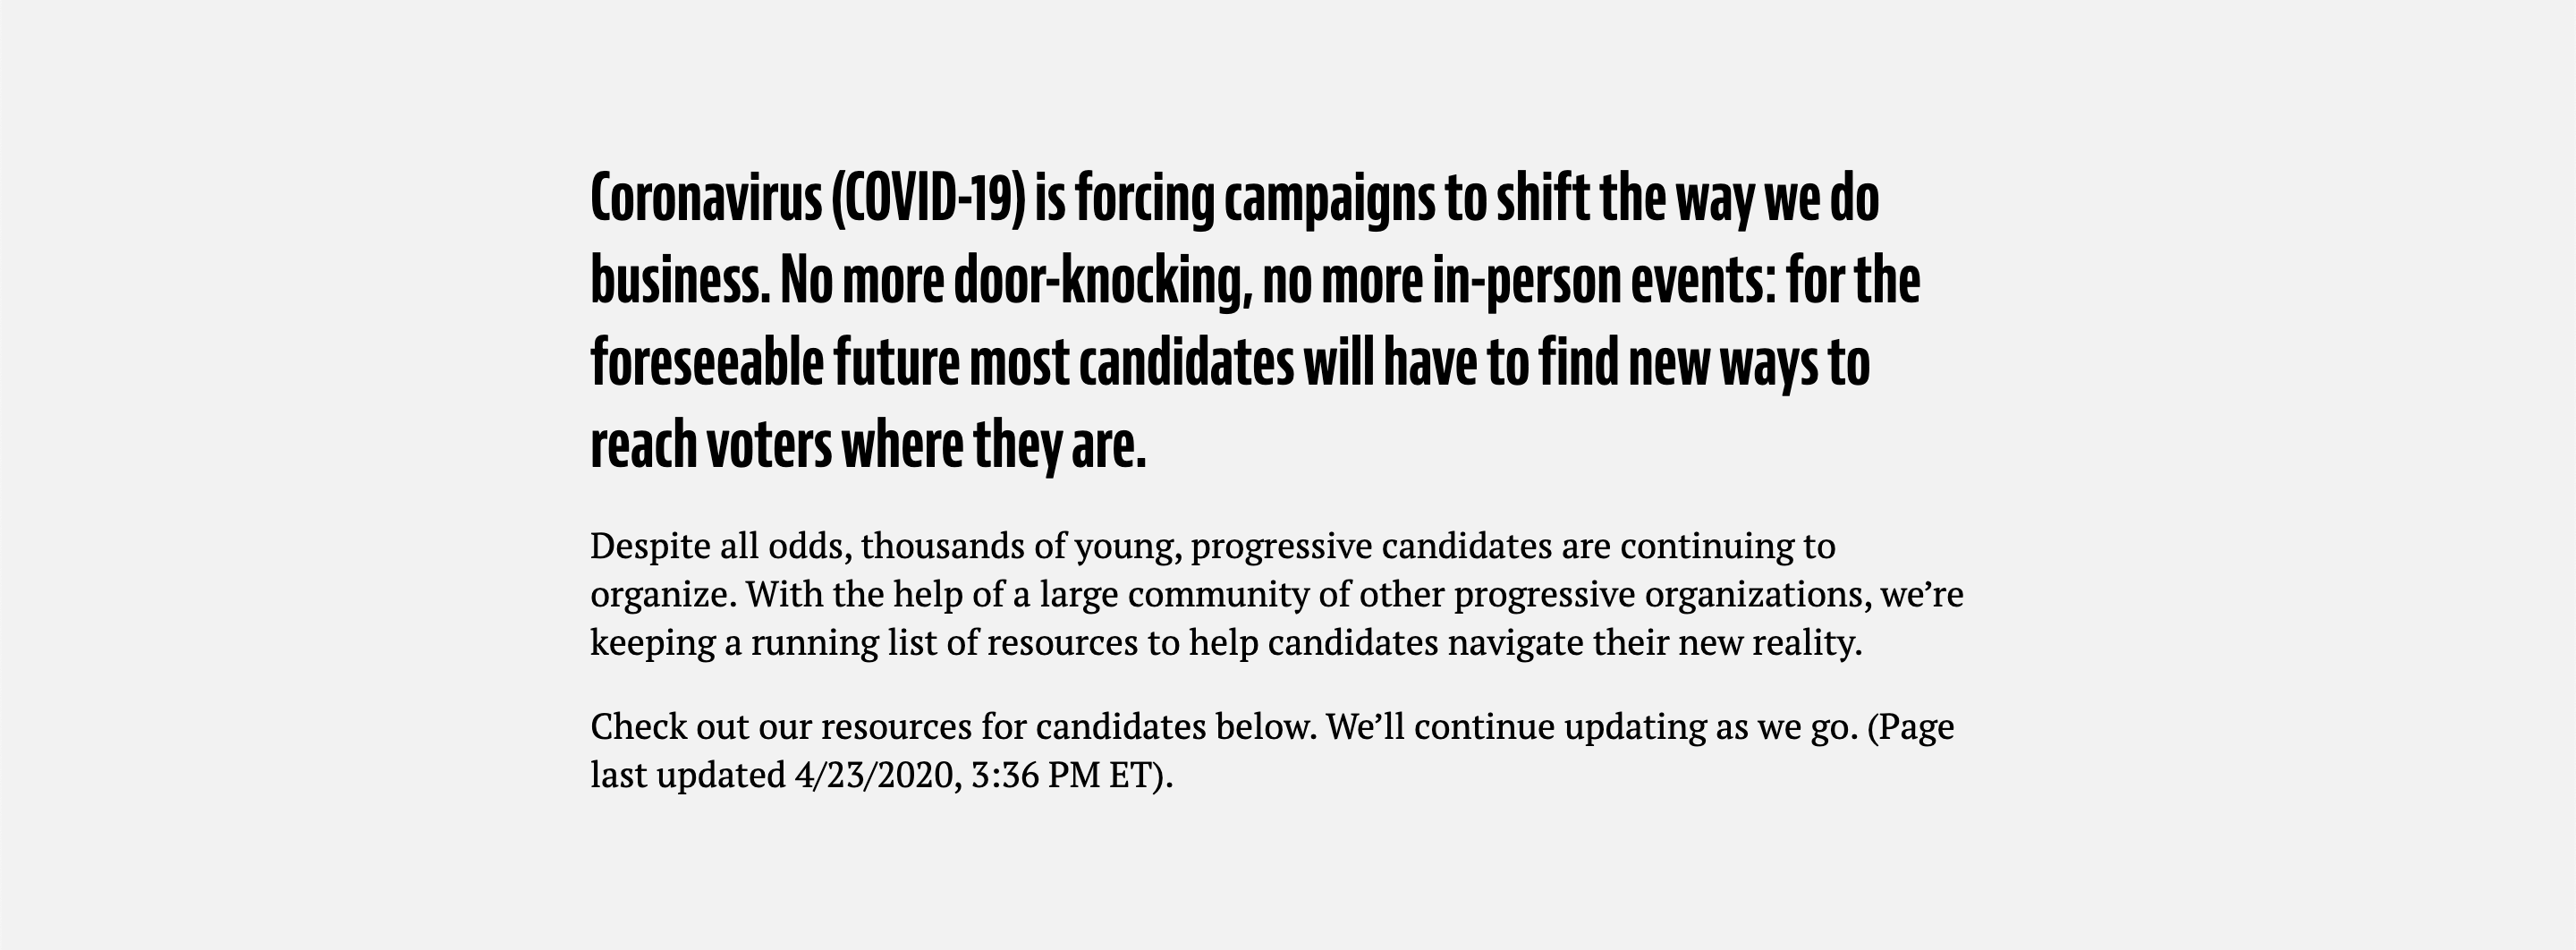 Coronavirus (COVID-19) is forcing campaigns to shift the way we do
business. No more door-knocking, no more in-person events: for the
foreseeable future most candidates will have to find new ways to
reach voters where they are.
Despite all odds, thousands of young, progressive candidates are continuing to
organize. With the help of a large community of other progressive organizations, we’re
keeping a running list of resources to help candidates navigate their new reality.
Check out our resources for candidates below. We’ll continue updating as we go. (Page
last updated 4/23/2020, 3:36 PM ET).